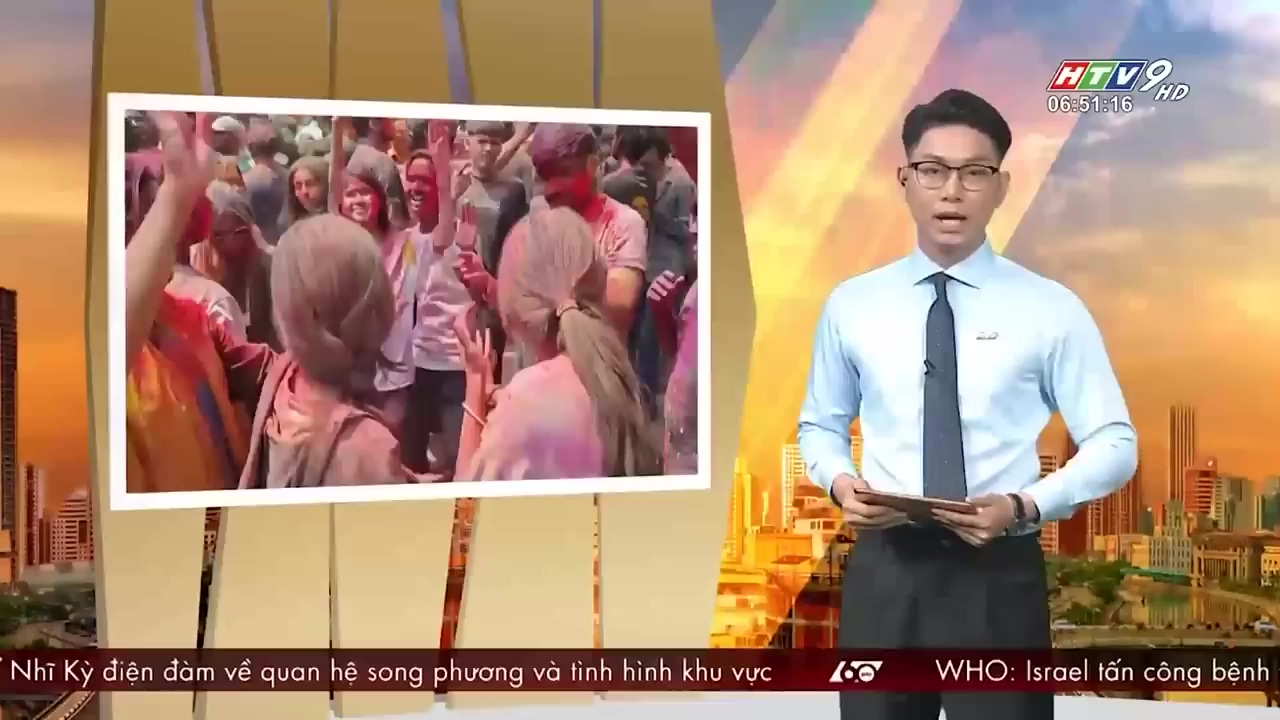 HTV9 HD
06:51:16
Nhĩ Kỳ điện đàm về quan hệ song phương và tình hình khu vực 60 WHO: Israel tấn công bệnh